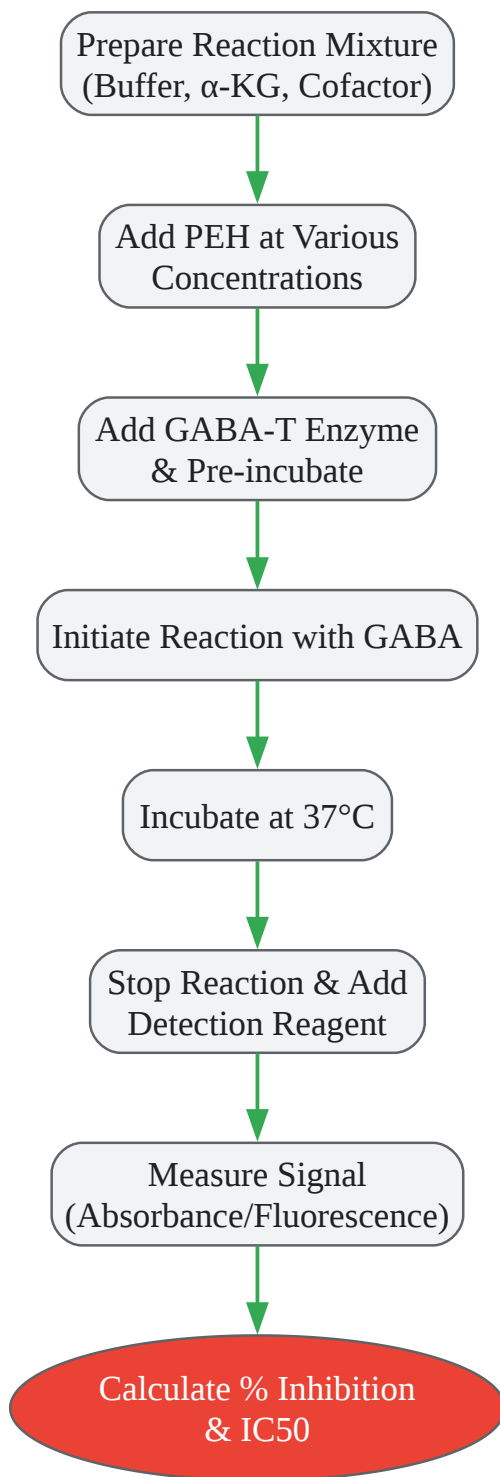 Prepare Reaction Mixture
(Buffer, α-KG, Cofactor)
Add PEH at Various
Concentrations
Add GABA-T Enzyme
& Pre-incubate
Initiate Reaction with GABA
Incubate at 37°C
Stop Reaction & Add
Detection Reagent
Measure Signal
(Absorbance/Fluorescence)
Calculate % Inhibition
& IC50